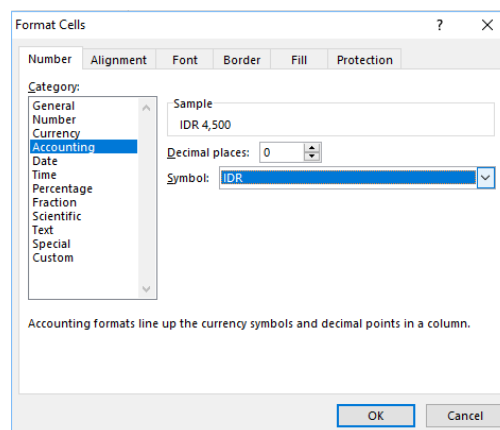 Format Cells ? X
Number Alignment Font Border Fill Protection
Category:
General
Number
Currency
Accounting
Date
Time
Percentage
Fraction
Scientific
Text
Special
Custom
Sample
IDR 4,500
Decimal places: 0
Symbol: IDR
Accounting formats line up the currency symbols and decimal points in a column.
OK Cancel